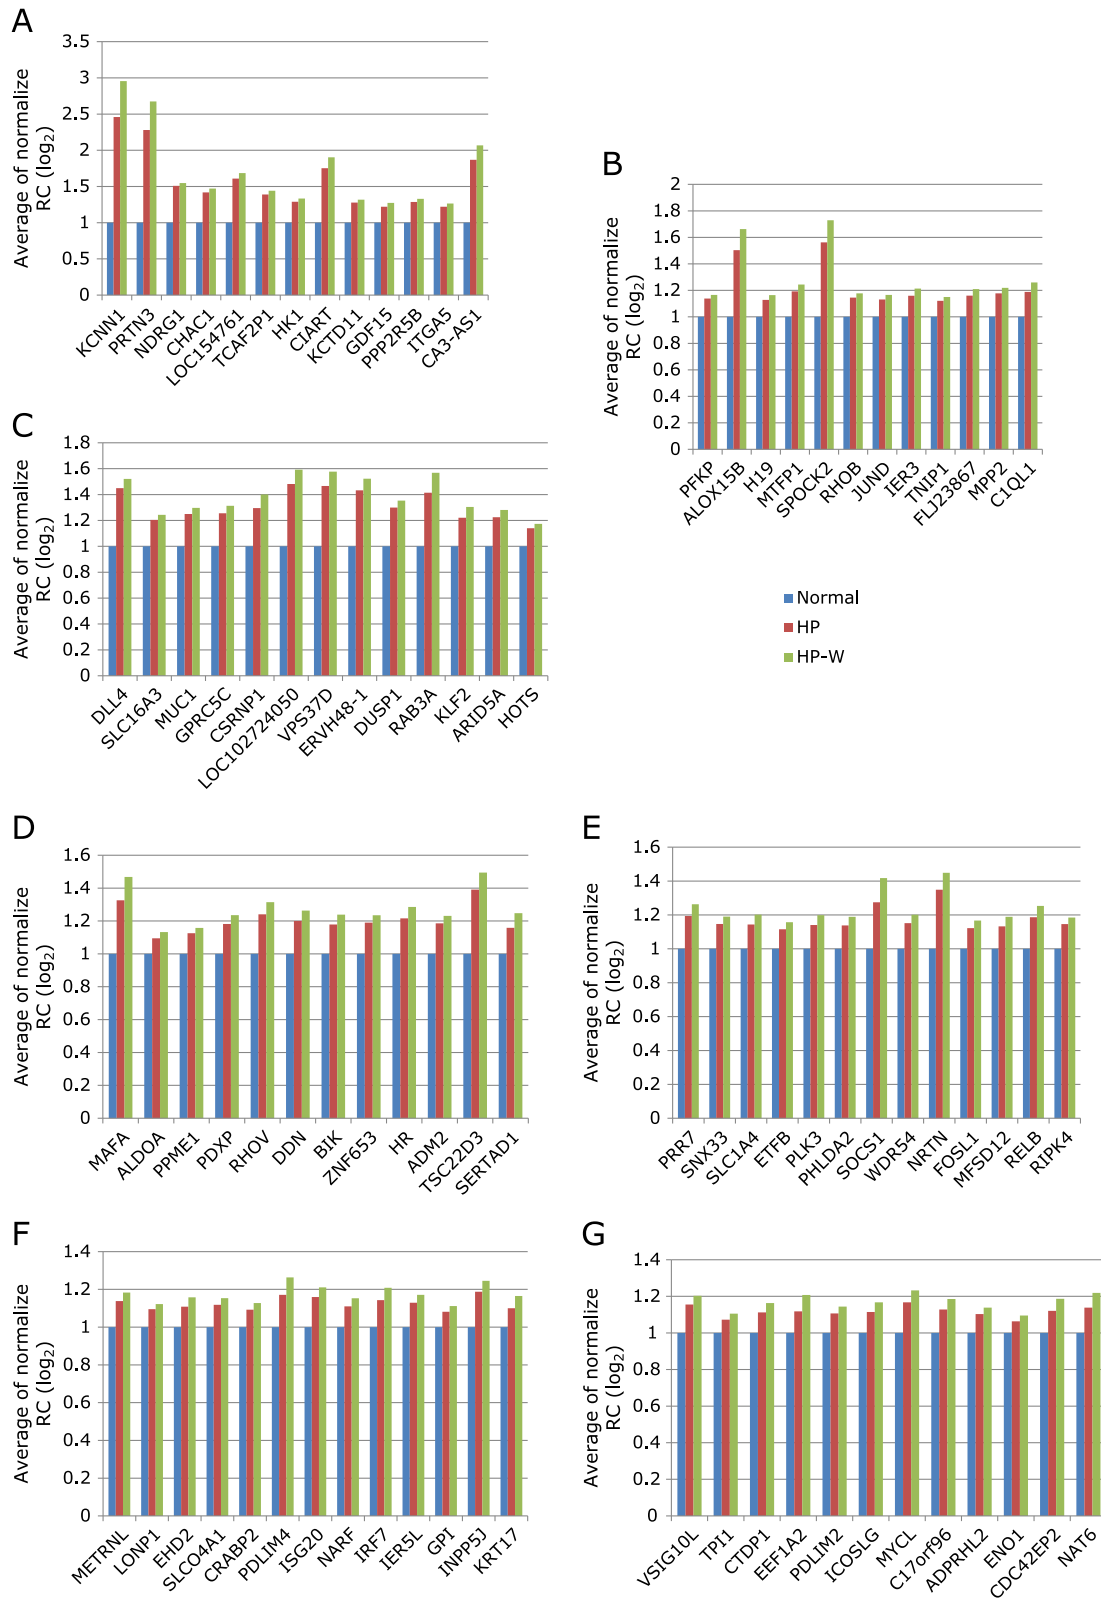 A
Average of normalize
RC (log2)
3.5
3
2.5
2
1.5
1
0.5
0
KCNN1
PRTN3
NDRG1
CHAC1
LOC154761
TCAF2P1
HK1
CIART
KCTD11
GDF15
PPP2R5B
ITGA5
CA3-AS1
B
Average of normalize
RC (log2)
2
1.8
1.6
1.4
1.2
1
0.8
0.6
0.4
0.2
0
PFKP
ALOX15B
H19
MTFP1
SPOCK2
RHOB
JUND
IER3
TNIP1
FLJ23867
MPP2
C1QL1
C
Average of normalize
RC (log2)
1.8
1.6
1.4
1.2
1
0.8
0.6
0.4
0.2
0
DLL4
SLC16A3
MUC1
GPRC5C
CSRNP1
LOC102724050
VPS37D
ERVH48-1
DUSP1
RAB3A
KLF2
ARID5A
HOTS
Normal
HP
HP-W
D
Average of normalize
RC (log2)
1.6
1.4
1.2
1
0.8
0.6
0.4
0.2
0
MAFA
ALDOA
PPME1
PDXP
RHOV
DDN
BIK
ZNF653
HR
ADM2
TSC22D3
SERTAD1
E
Average of normalize
RC (log2)
1.6
1.4
1.2
1
0.8
0.6
0.4
0.2
0
PRR7
SNX33
SLC1A4
ETFB
PLK3
PHLDA2
SOCS1
WDR54
NRTN
FOSL1
MFSD12
RELB
RIPK4
F
Average of normalize
RC (log2)
1.4
1.2
1
0.8
0.6
0.4
0.2
0
METRNL
LONP1
EHD2
SLCO4A1
CRABP2
PDLIM4
ISG20
NARF
IRF7
IER5L
GPI
INPP5J
KRT17
G
Average of normalize
RC (log2)
1.4
1.2
1
0.8
0.6
0.4
0.2
0
VSIG10L
TPI1
CTDP1
EEF1A2
PDLIM2
ICOSLG
MYCL
C17orf96
ADPRHL2
ENO1
CDC42EP2
NAT6